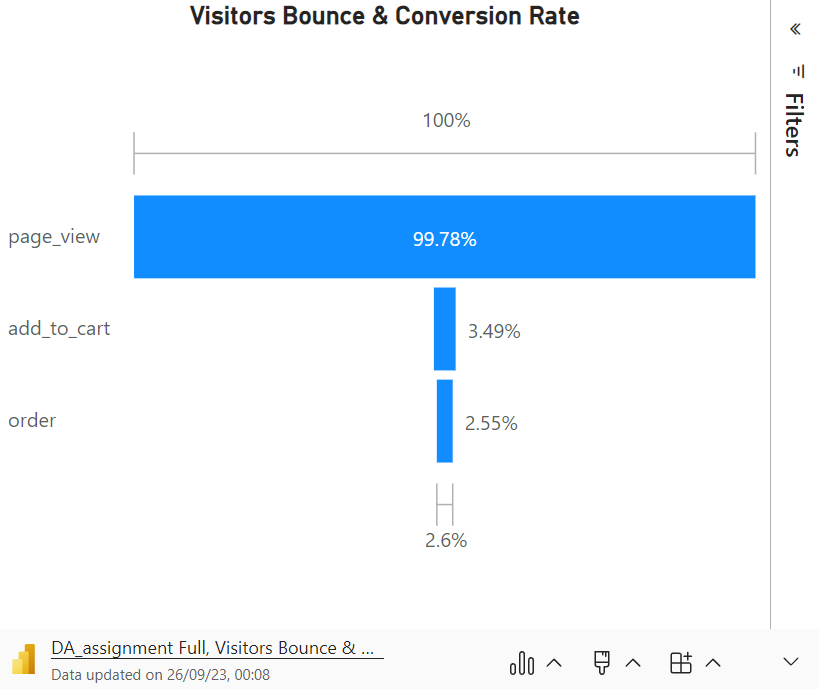 Visitors Bounce & Conversion Rate
Filters
100%
page_view
99.78%
add_to_cart
3.49%
order
2.55%
2.6%
DA_assignment Full, Visitors Bounce & ...
Data updated on 26/09/23, 00:08